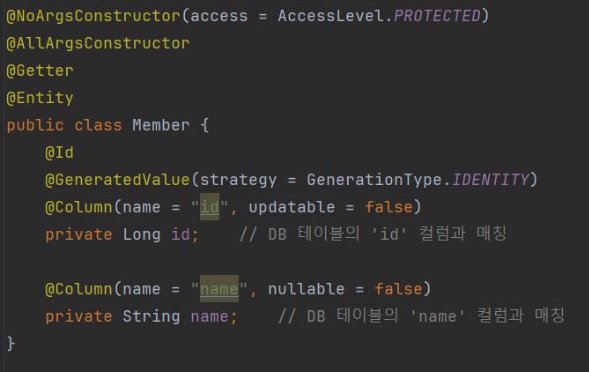 @NoArgsConstructor(access = AccessLevel.PROTECTED)
@AllArgsConstructor
@Getter
@Entity
public class Member {
    @Id
    @GeneratedValue(strategy = GenerationType.IDENTITY)
    @Column(name = "id", updatable = false)
    private Long id;    // DB 테이블의 'id' 컬럼과 매칭

    @Column(name = "name", nullable = false)
    private String name;    // DB 테이블의 'name' 컬럼과 매칭
}